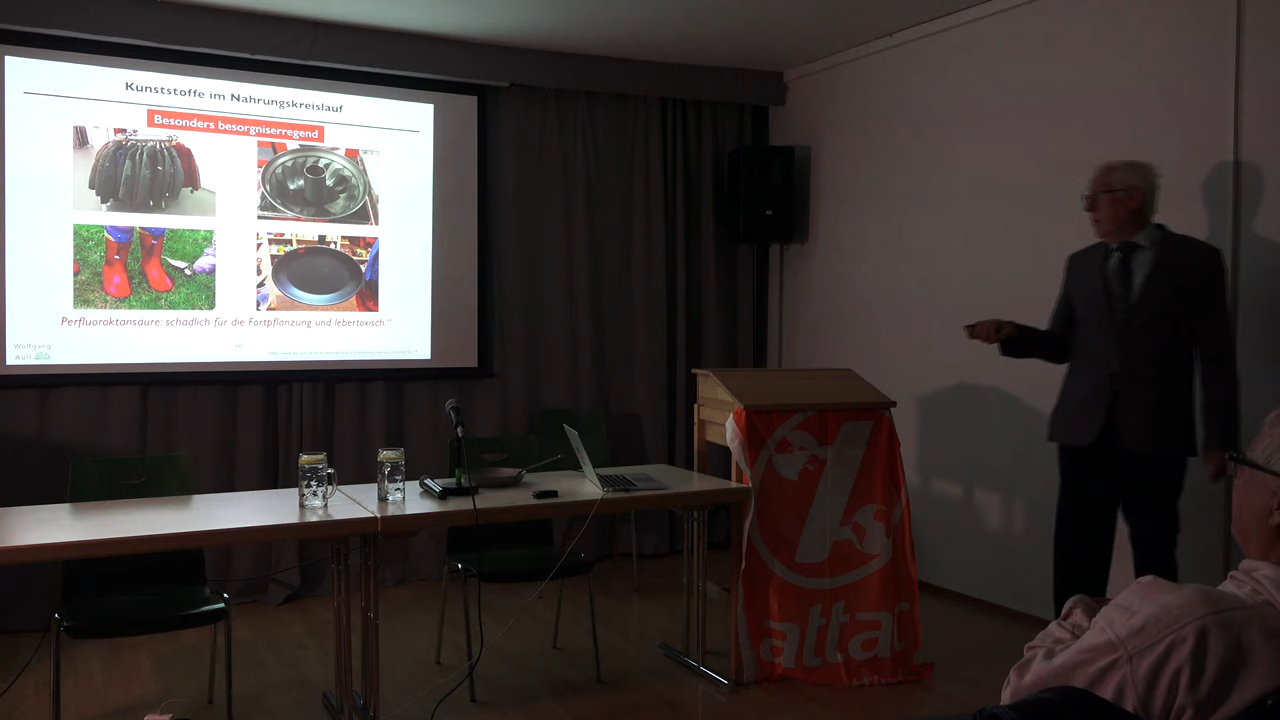 Kunststoffe im Nahrungskreislauf
Besonders besorgniserregend
Perfluoroktansäure: schädlich für die Fortpflanzung und lebertoxisch."
Wolfgang
Aull
attac